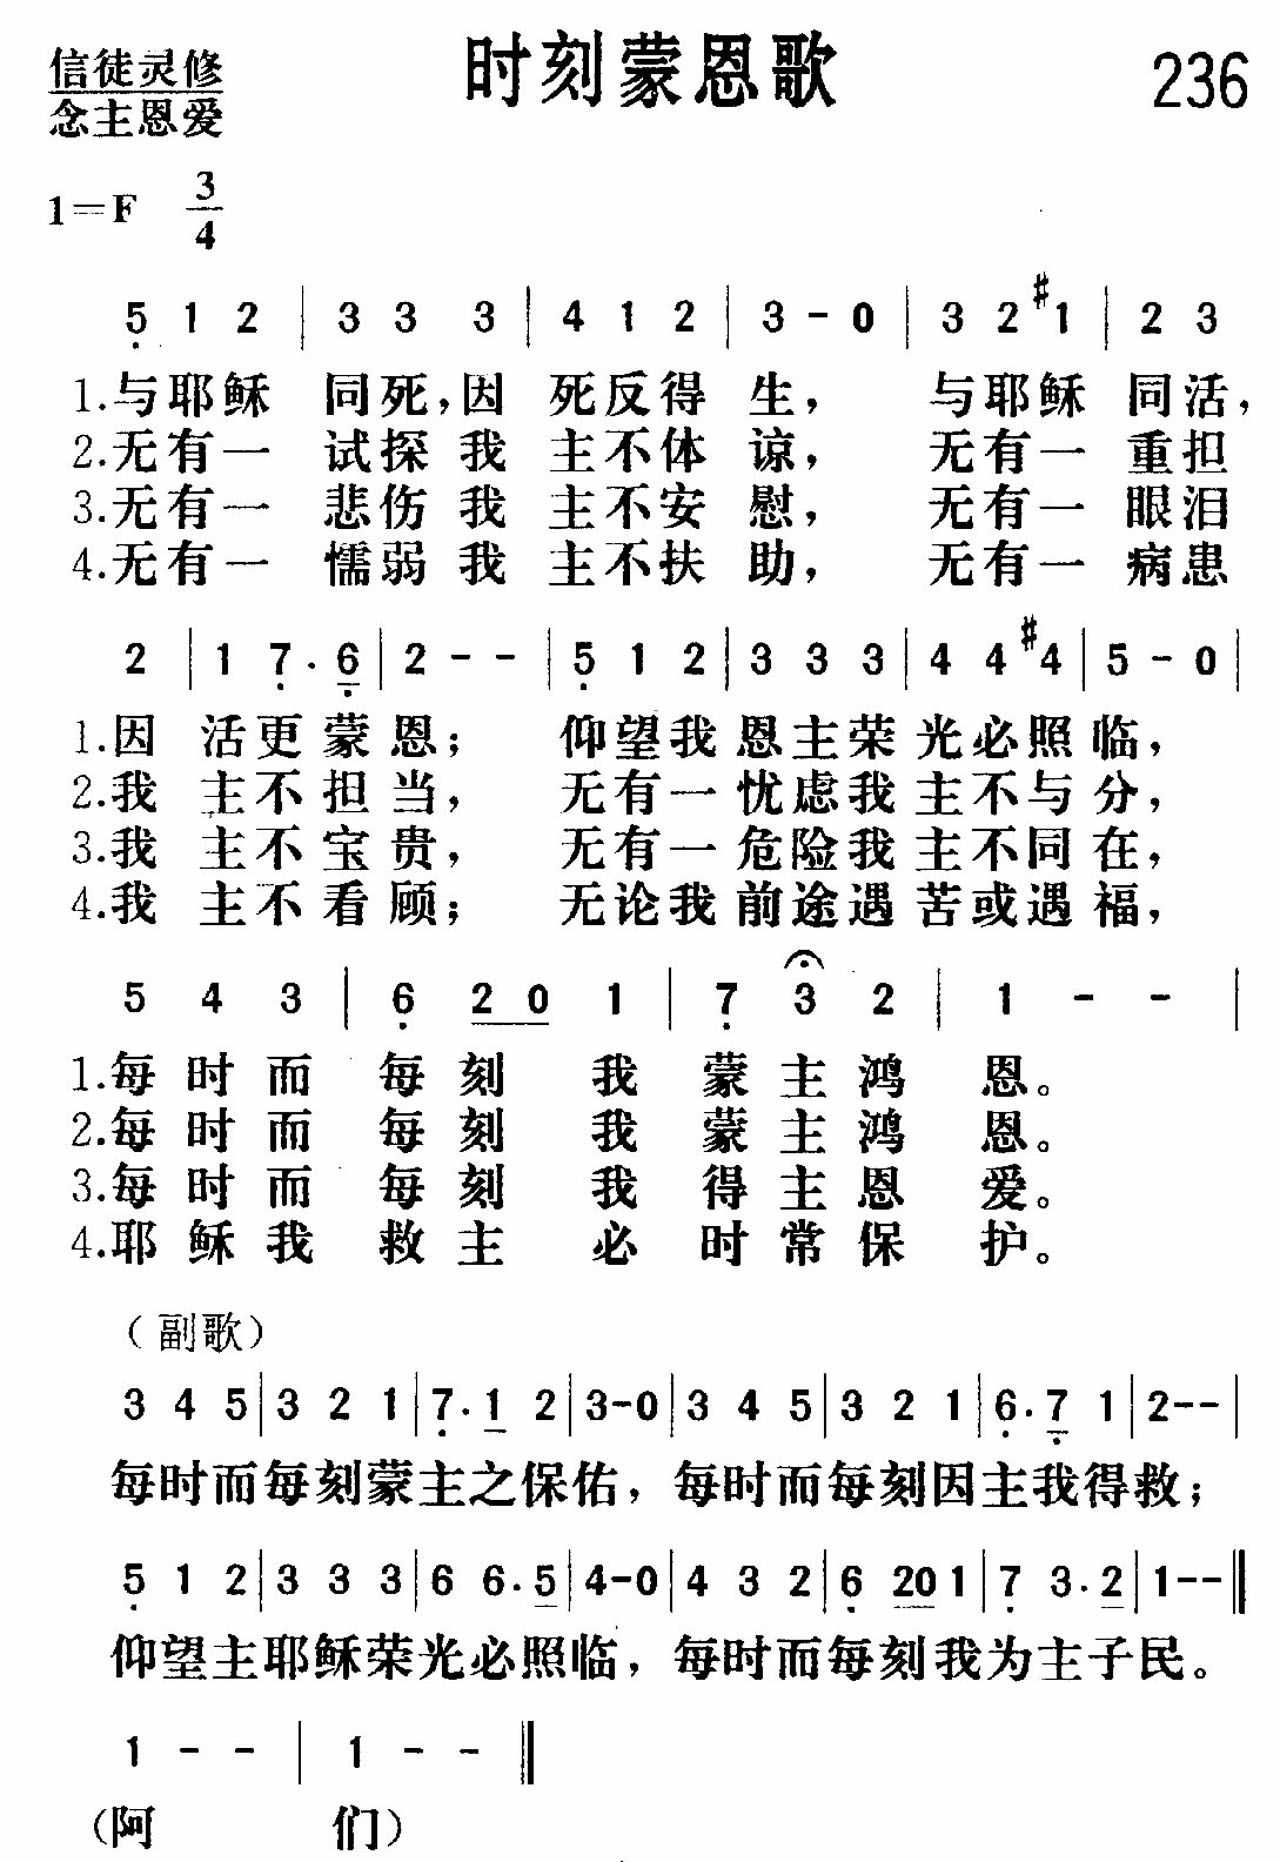 时刻蒙恩歌
236
信徒灵修
念主恩爱
1=F 3/4
5̣ 1 2 | 3 3 3 | 4 1 2 | 3 - 0 | 3 2 #1 | 2 3
1.与耶稣 同死，因 死反得 生， 与耶稣 同活，
2.无有一 试探我 主不体 谅， 无有一 重担
3.无有一 悲伤我 主不安 慰， 无有一 眼泪
4.无有一 懦弱我 主不扶 助， 无有一 病患
2 | 1 7̣ . 6̣ | 2 - - | 5̣ 1 2 | 3 3 3 | 4 4 #4 | 5 - 0 |
1.因 活更蒙恩； 仰望我恩主荣光必照临，
2.我 主不担当， 无有一忧虑我主不与分，
3.我 主不宝贵， 无有一危险我主不同在，
4.我 主不看顾； 无论我前途遇苦或遇福，
5 4 3 | 6̣ 2 0 1 | 7̣ 3 2 | 1 - - |
1.每时而 每刻 我 蒙主鸿 恩。
2.每时而 每刻 我 蒙主鸿 恩。
3.每时而 每刻 我 得主恩 爱。
4.耶稣我 救主 必 时常保 护。
（副歌）
3 4 5 | 3 2 1 | 7̣ . 1 2 | 3 - 0 | 3 4 5 | 3 2 1 | 6̣ . 7̣ 1 | 2 - - |
每时而每刻蒙主之保佑，每时而每刻因主我得救；
5̣ 1 2 | 3 3 3 | 6 6 . 5 | 4 - 0 | 4 3 2 | 6̣ 2 0 1 | 7̣ 3 . 2 | 1 - - ‖
仰望主耶稣荣光必照临，每时而每刻我为主子民。
1 - - | 1 - - ‖
（阿 们）